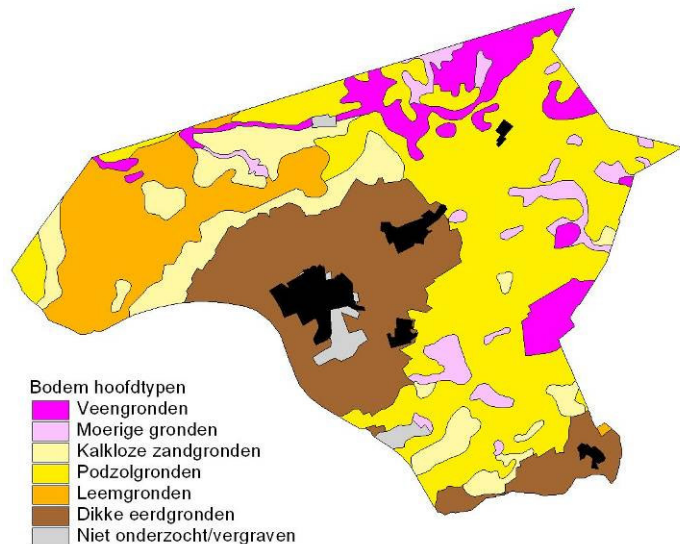 Bodem hoofdtypen
Veengronden
Moerige gronden
Kalkloze zandgronden
Podzolgronden
Leemgronden
Dikke eerdgronden
Niet onderzocht/vergraven